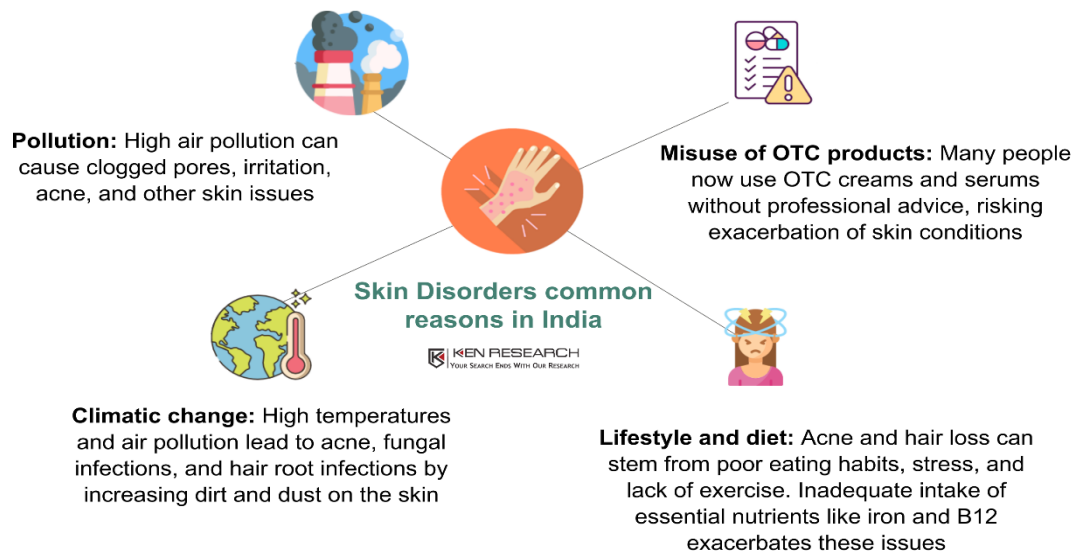 Pollution: High air pollution can
cause clogged pores, irritation,
acne, and other skin issues
Misuse of OTC products: Many people
now use OTC creams and serums
without professional advice, risking
exacerbation of skin conditions
Skin Disorders common
reasons in India
KEN RESEARCH
YOUR SEARCH ENDS WITH OUR RESEARCH
Climatic change: High temperatures
and air pollution lead to acne, fungal
infections, and hair root infections by
increasing dirt and dust on the skin
Lifestyle and diet: Acne and hair loss can
stem from poor eating habits, stress, and
lack of exercise. Inadequate intake of
essential nutrients like iron and B12
exacerbates these issues